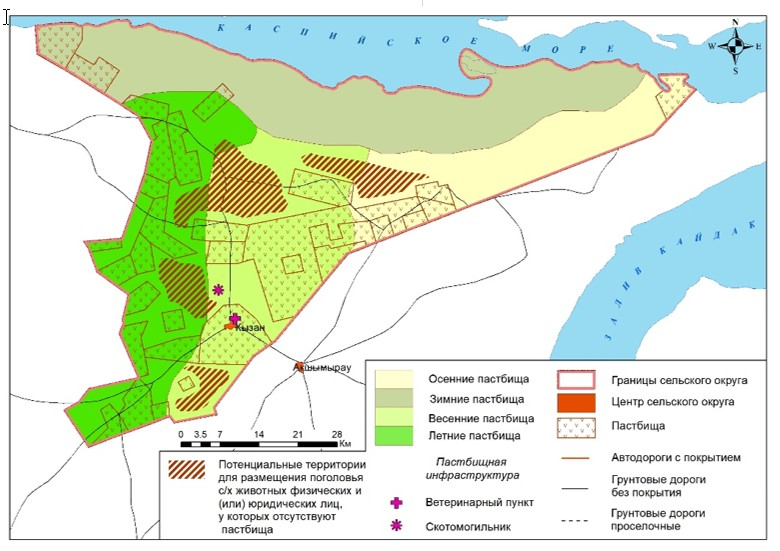 КАСПИЙСКОЕ МОРЕ
N
W E
S
ЗАЛИВ КАЙДАК
Кызан
Акшымырау
0 3.5 7 14 21 28
Км
Потенциальные территории
для размещения поголовья
с/х животных физических и
(или) юридических лиц,
у которых отсутствуют
пастбища
Осенние пастбища
Зимние пастбища
Весенние пастбища
Летние пастбища
Пастбищная
инфраструктура
Ветеринарный пункт
Скотомогильник
Границы сельского округа
Центр сельского округа
Пастбища
Автодороги с покрытием
Грунтовые дороги
без покрытия
Грунтовые дороги
проселочные